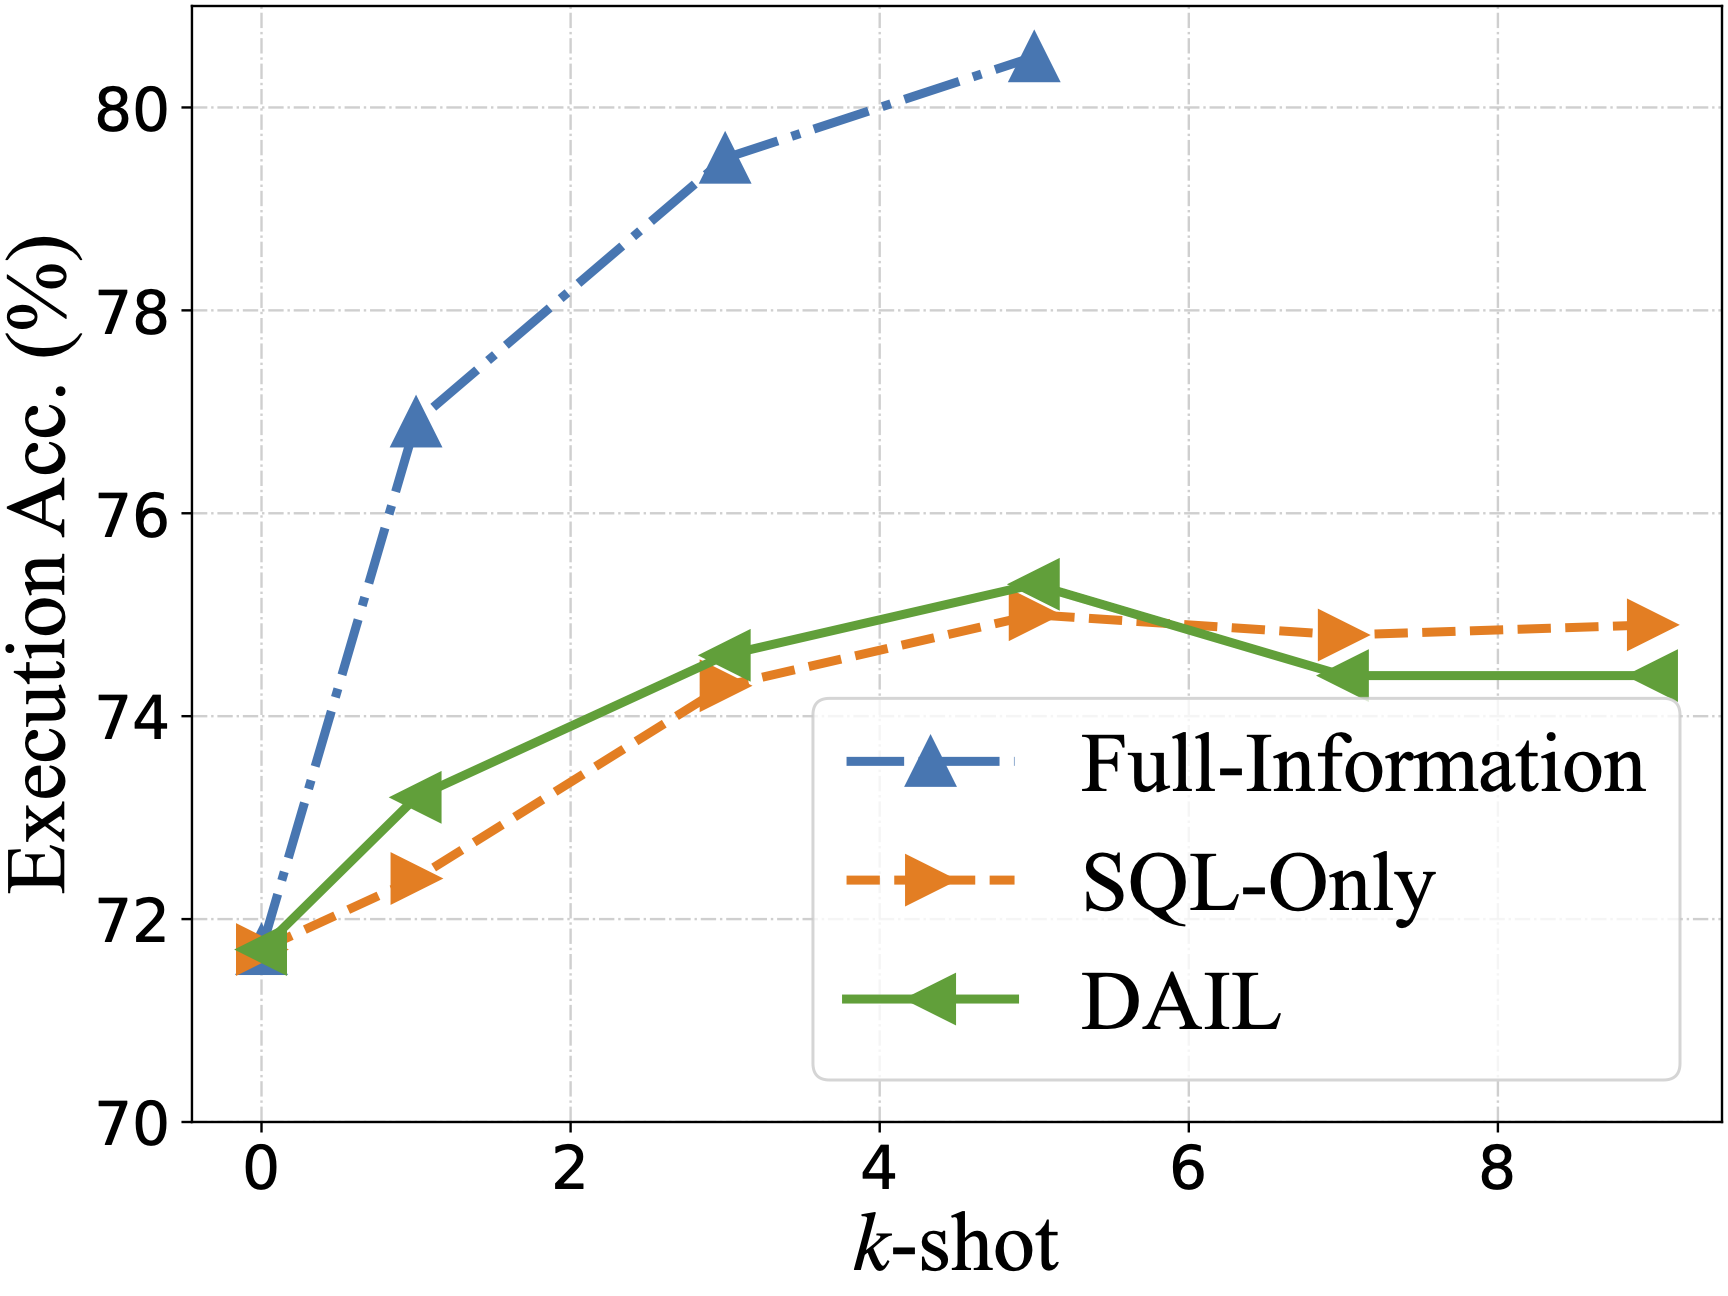 Execution Acc. (%)
80
78
76
74
72
70
0 2 4 6 8
k-shot
Full-Information
SQL-Only
DAIL